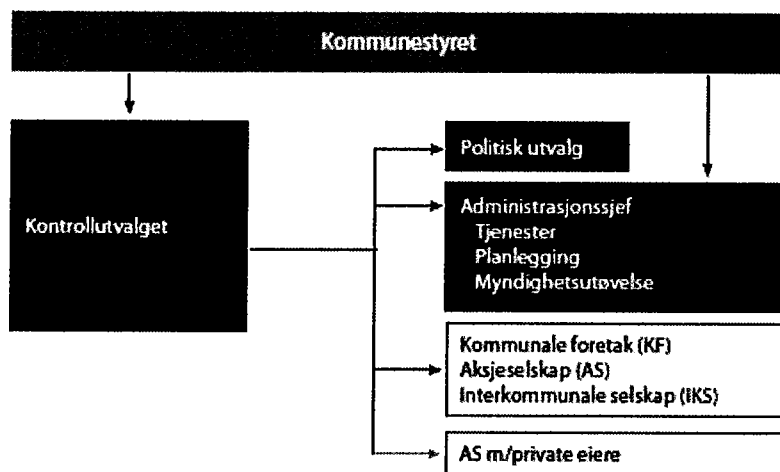 Kommunestyret
Kontrollutvalget
Politisk utvalg
Administrasjonssjef
Tjenester
Planlegging
Myndighetsutøvelse
Kommunale foretak (KF)
Aksjeselskap (AS)
Interkommunale selskap (IKS)
AS m/private eiere